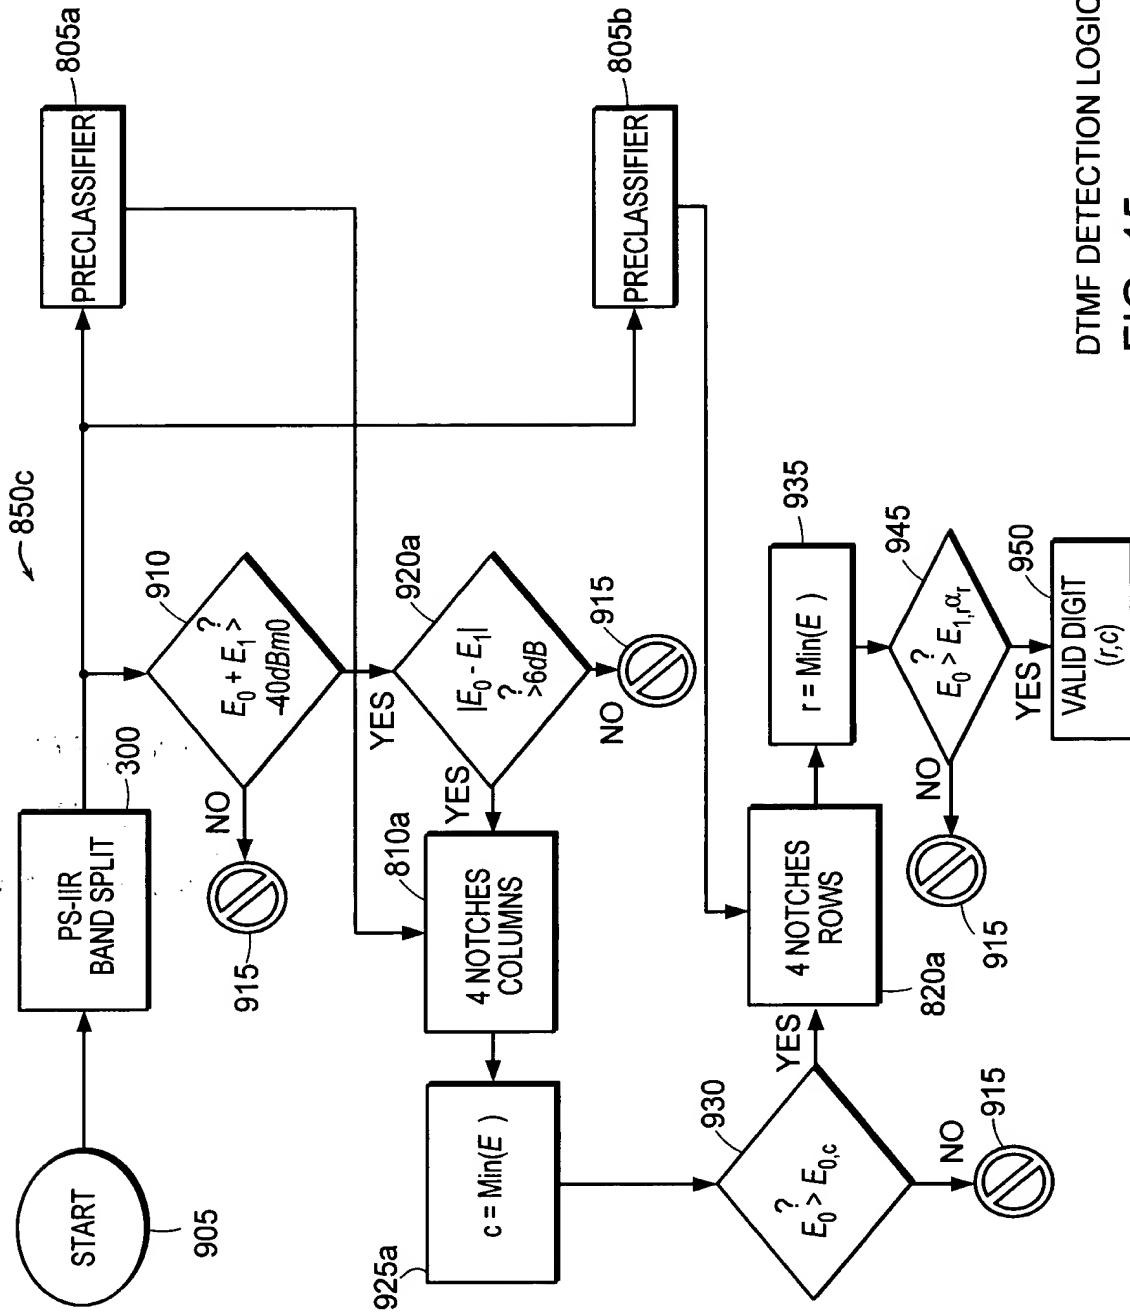 850c
START
905
PS-IIR
BAND SPLIT
300
910
E0 + E1 >
?
-40dBm0
NO
915
YES
920a
|E0 - E1|
?
>6dB
NO
915
YES
PRECLASSIFIER
805a
PRECLASSIFIER
805b
810a
4 NOTCHES
COLUMNS
925a
c = Min(E )
930
?
E0 > E0,c
NO
915
YES
4 NOTCHES
ROWS
820a
r = Min(E )
935
945
?
E0 > E1,rαr
NO
915
YES
950
VALID DIGIT
(r,c)
DTMF DETECTION LOGIC